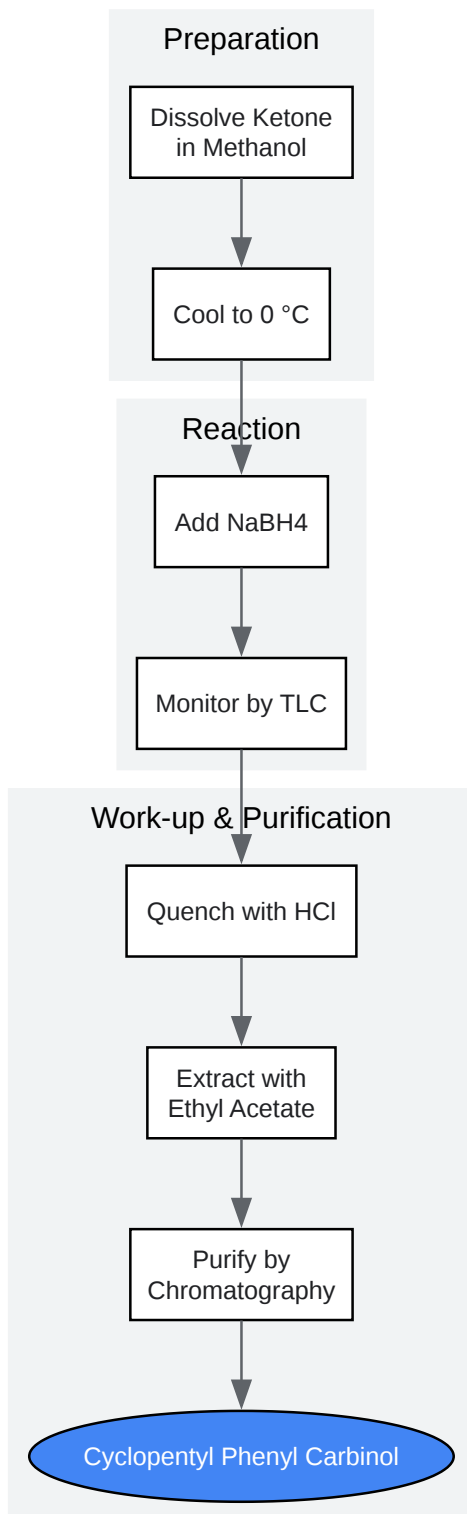 Preparation
Dissolve Ketone
in Methanol
Cool to 0 °C
Reaction
Add NaBH4
Monitor by TLC
Work-up & Purification
Quench with HCl
Extract with
Ethyl Acetate
Purify by
Chromatography
Cyclopentyl Phenyl Carbinol